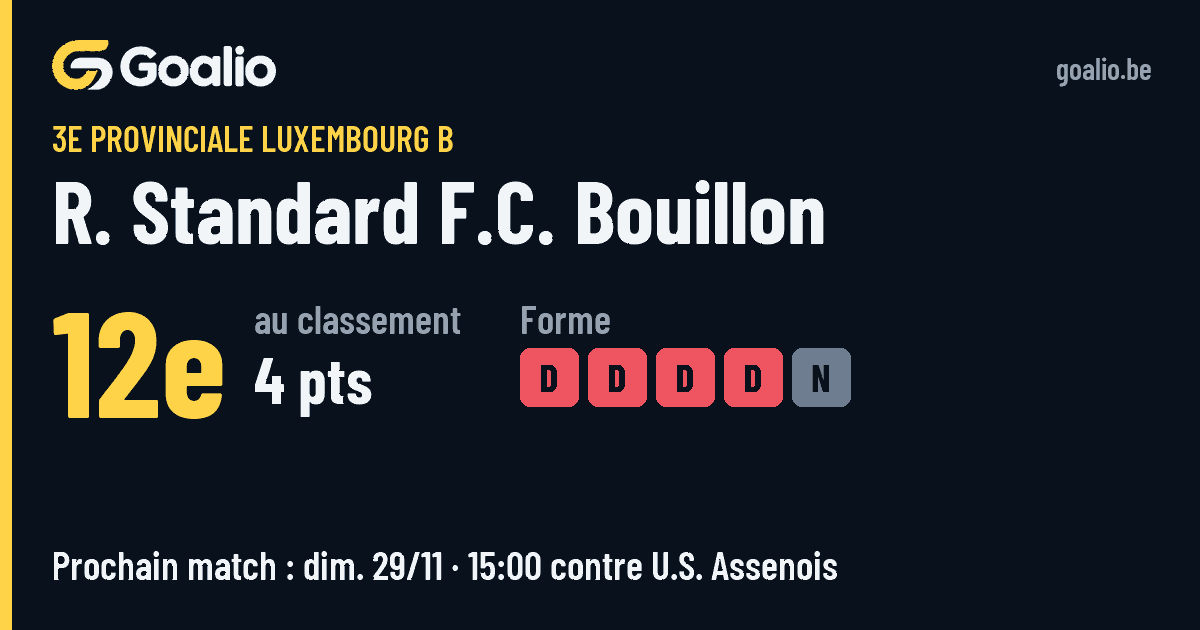 Goalio
goalio.be
3E PROVINCIALE LUXEMBOURG B
R. Standard F.C. Bouillon
12e
au classement
4 pts
Forme
D D D D N
Prochain match : dim. 29/11 · 15:00 contre U.S. Assenois